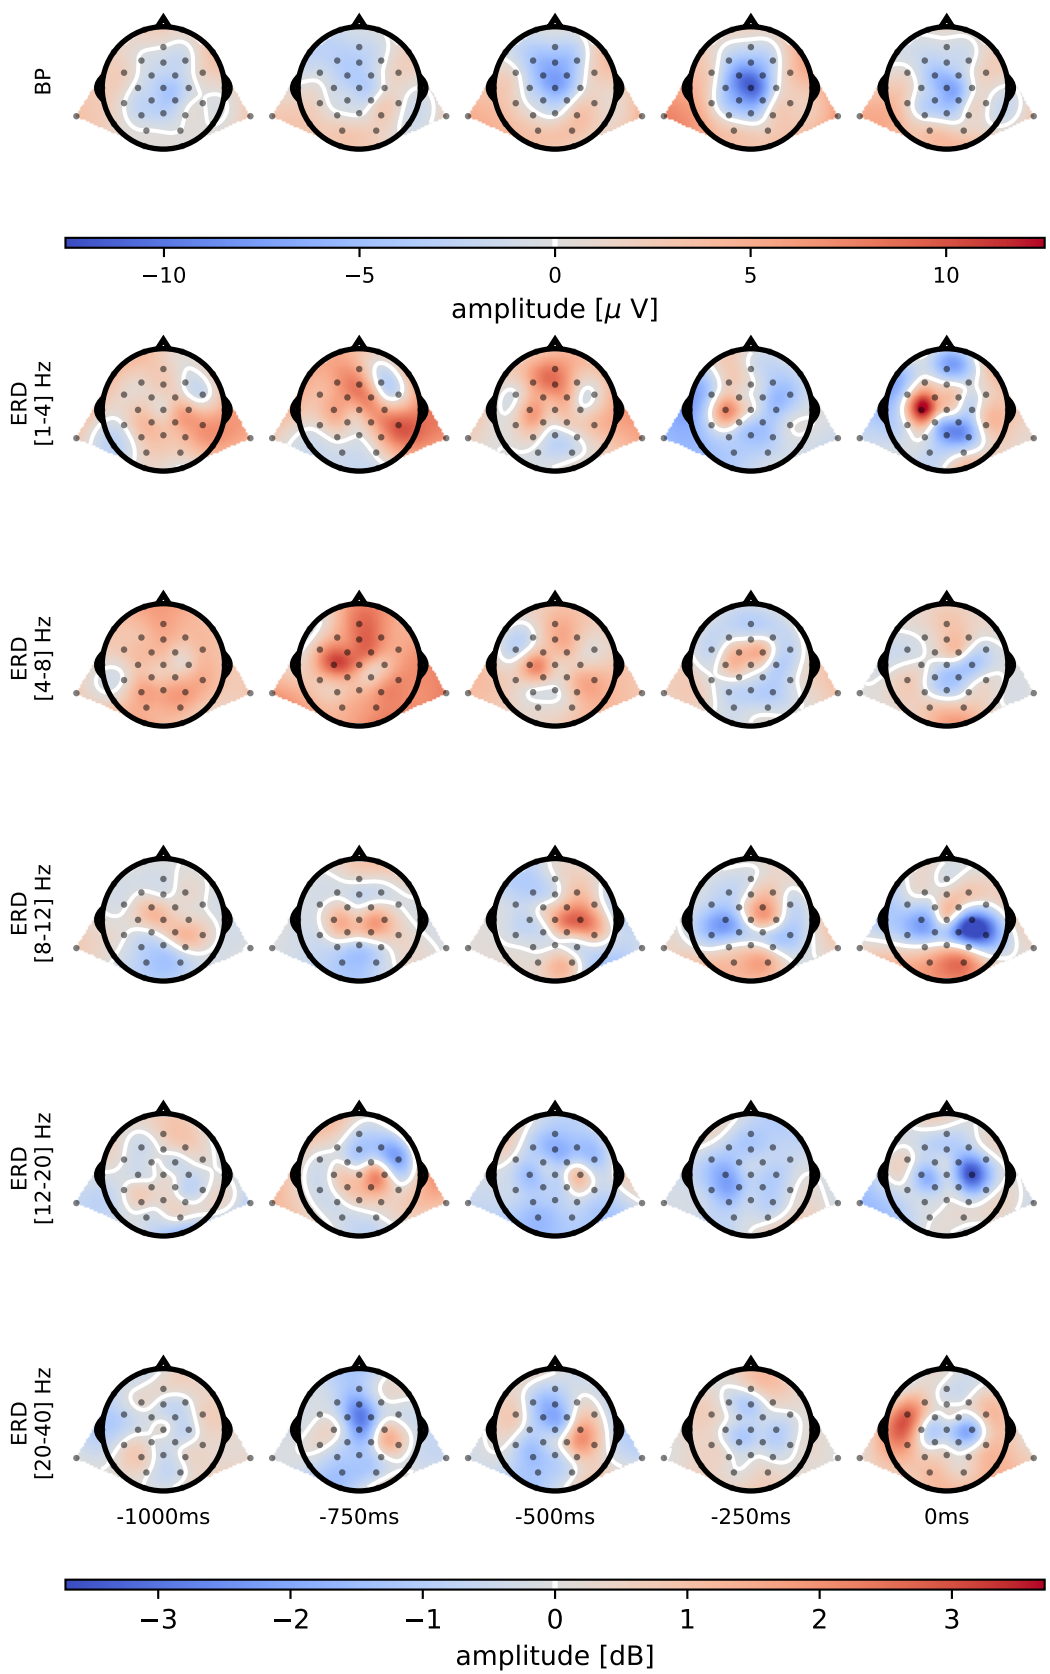 BP
−10 −5 0 5 10
amplitude [μ V]
ERD
[1-4] Hz
ERD
[4-8] Hz
ERD
[8-12] Hz
ERD
[12-20] Hz
ERD
[20-40] Hz
-1000ms -750ms -500ms -250ms 0ms
−3 −2 −1 0 1 2 3
amplitude [dB]